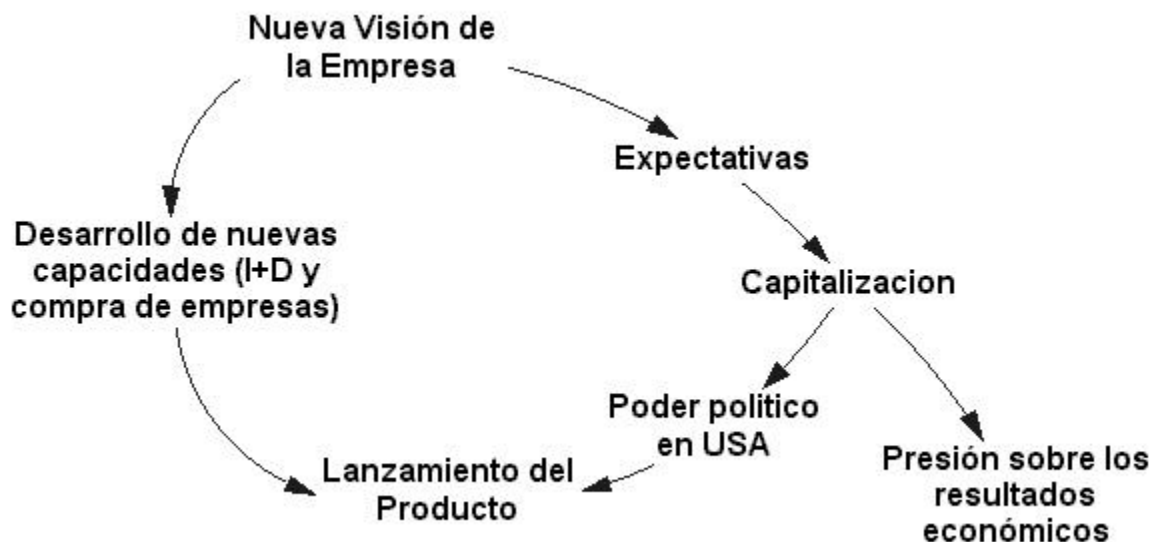 Nueva Visión de
la Empresa
Expectativas
Desarrollo de nuevas
capacidades (I+D y
compra de empresas)
Capitalizacion
Poder politico
en USA
Lanzamiento del
Producto
Presión sobre los
resultados
económicos